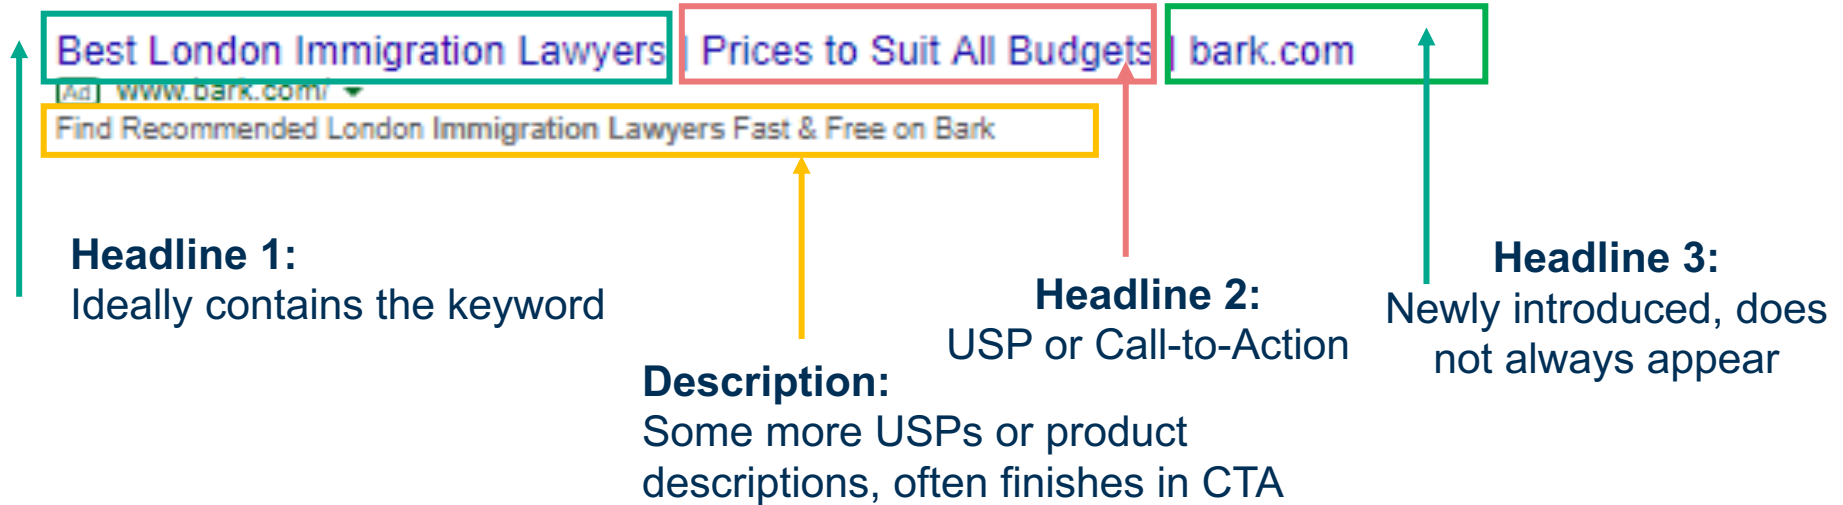 Best London Immigration Lawyers | Prices to Suit All Budgets | bark.com
Ad www.bark.com/
Find Recommended London Immigration Lawyers Fast & Free on Bark
Headline 1:
Ideally contains the keyword
Headline 2:
USP or Call-to-Action
Headline 3:
Newly introduced, does
not always appear
Description:
Some more USPs or product
descriptions, often finishes in CTA